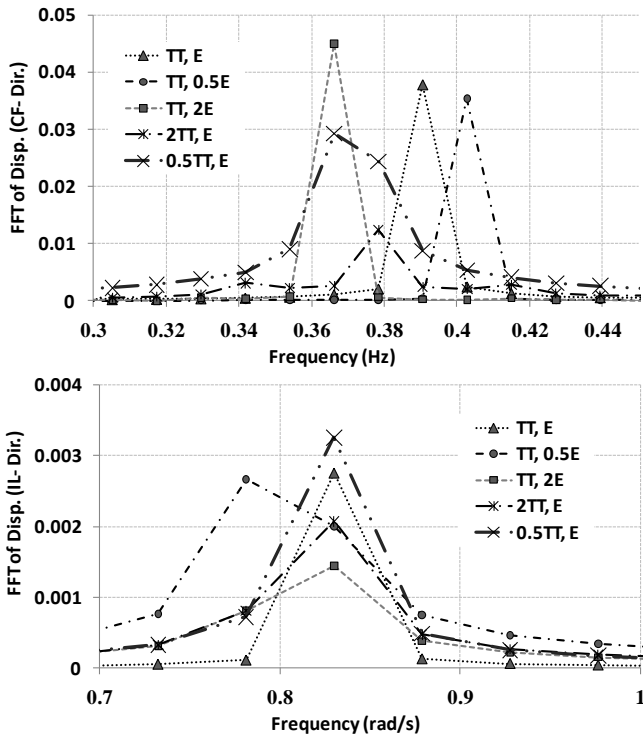 FFT of Disp. (CF- Dir.)
0.05
0.04
0.03
0.02
0.01
0
TT, E
TT, 0.5E
TT, 2E
2TT, E
0.5TT, E
0.3 0.32 0.34 0.36 0.38 0.4 0.42 0.44
Frequency (Hz)
FFT of Disp. (IL- Dir.)
0.004
0.003
0.002
0.001
0
TT, E
TT, 0.5E
TT, 2E
2TT, E
0.5TT, E
0.7 0.8 0.9 1
Frequency (rad/s)